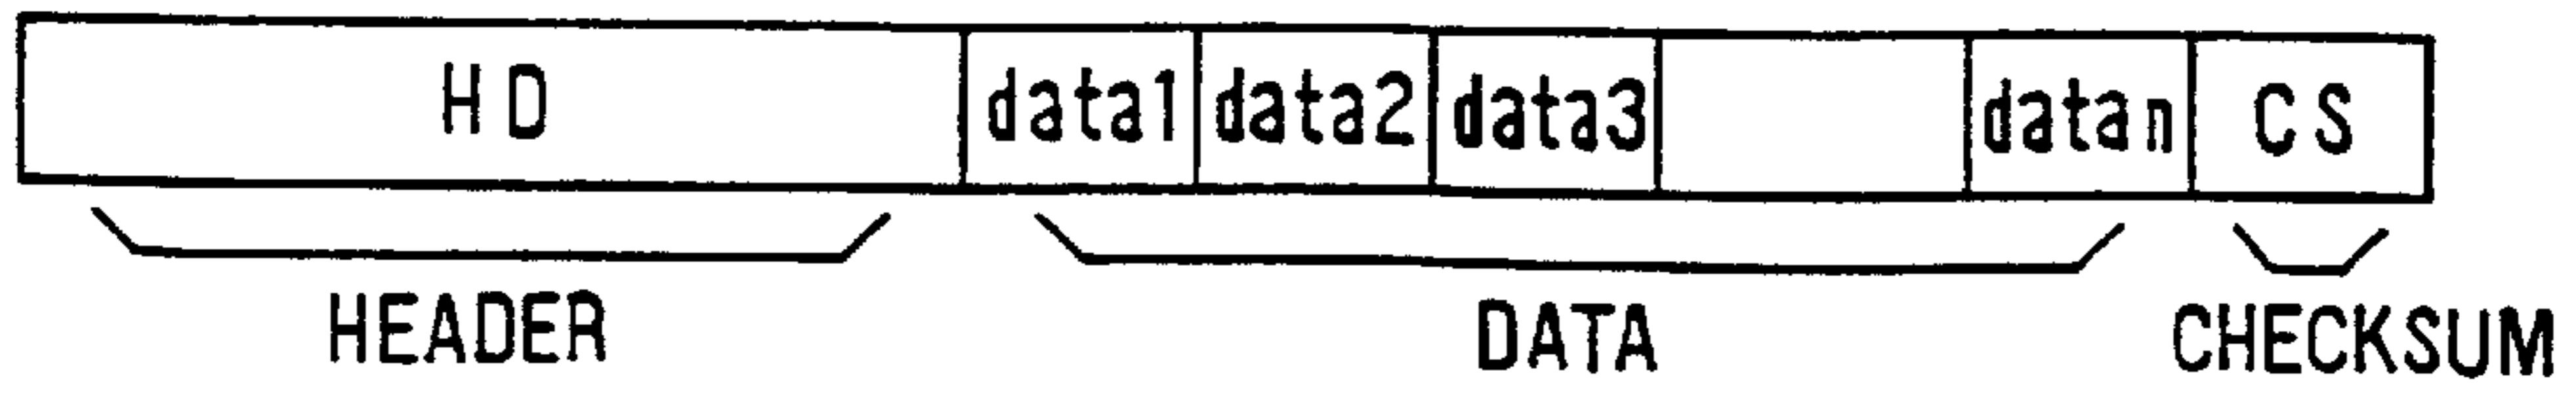 HD data1 data2 data3 datan CS
HEADER DATA CHECKSUM